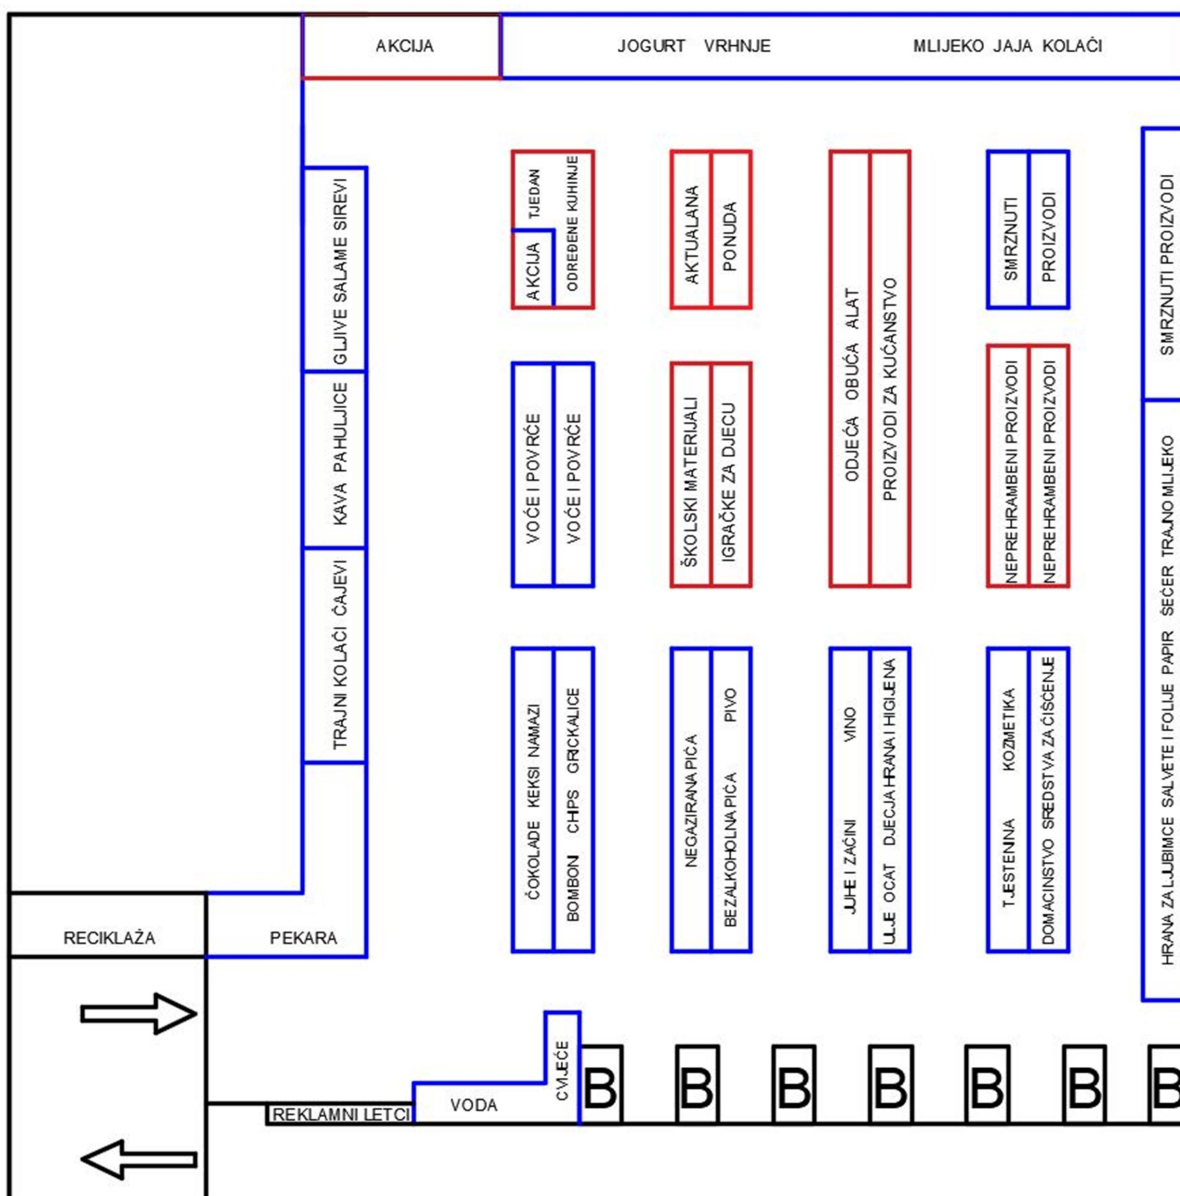 AKCIJA
JOGURT VRHNJE
MLIJEKO JAJA KOLAČI
GLJIVE SALAME SIREVI
KAVA PAHULJICE
TRAJNI KOLAČI ČAJEVI
PEKARA
RECIKLAŽA
TJEDAN
ODREĐENE KUHINJE
AKCIJA
VOĆE I POVRĆE
VOĆE I POVRĆE
ČOKOLADE KEKSI NAMAZI
BOMBONI CHIPS GRICKALICE
AKTUALANA
PONUDA
ŠKOLSKI MATERIJALI
IGRAČKE ZA DJECU
NEGAZIRANA PIĆA
BEZALKOHOLNA PIĆA PIVO
ODJEĆA OBUĆA ALAT
PROIZVODI ZA KUĆANSTVO
JUHE I ZAČINI VINO
ULJE OCAT DJECJA HRANA I HIGIJENA
SMRZNUTI
PROIZVODI
NEPREHRAMBENI PROIZVODI
NEPREHRAMBENI PROIZVODI
TJESTENINA KOZMETIKA
DOMACINSTVO SREDSTVA ZA ČIŠĆENJE
SMRZNUTI PROIZVODI
HRANA ZA LJUBIMCE SALVETE I FOLIJE PAPIR ŠEĆER TRAJNO MLIJEKO
CVIJEĆE
VODA
REKLAMNI LETCI
B
B
B
B
B
B
B